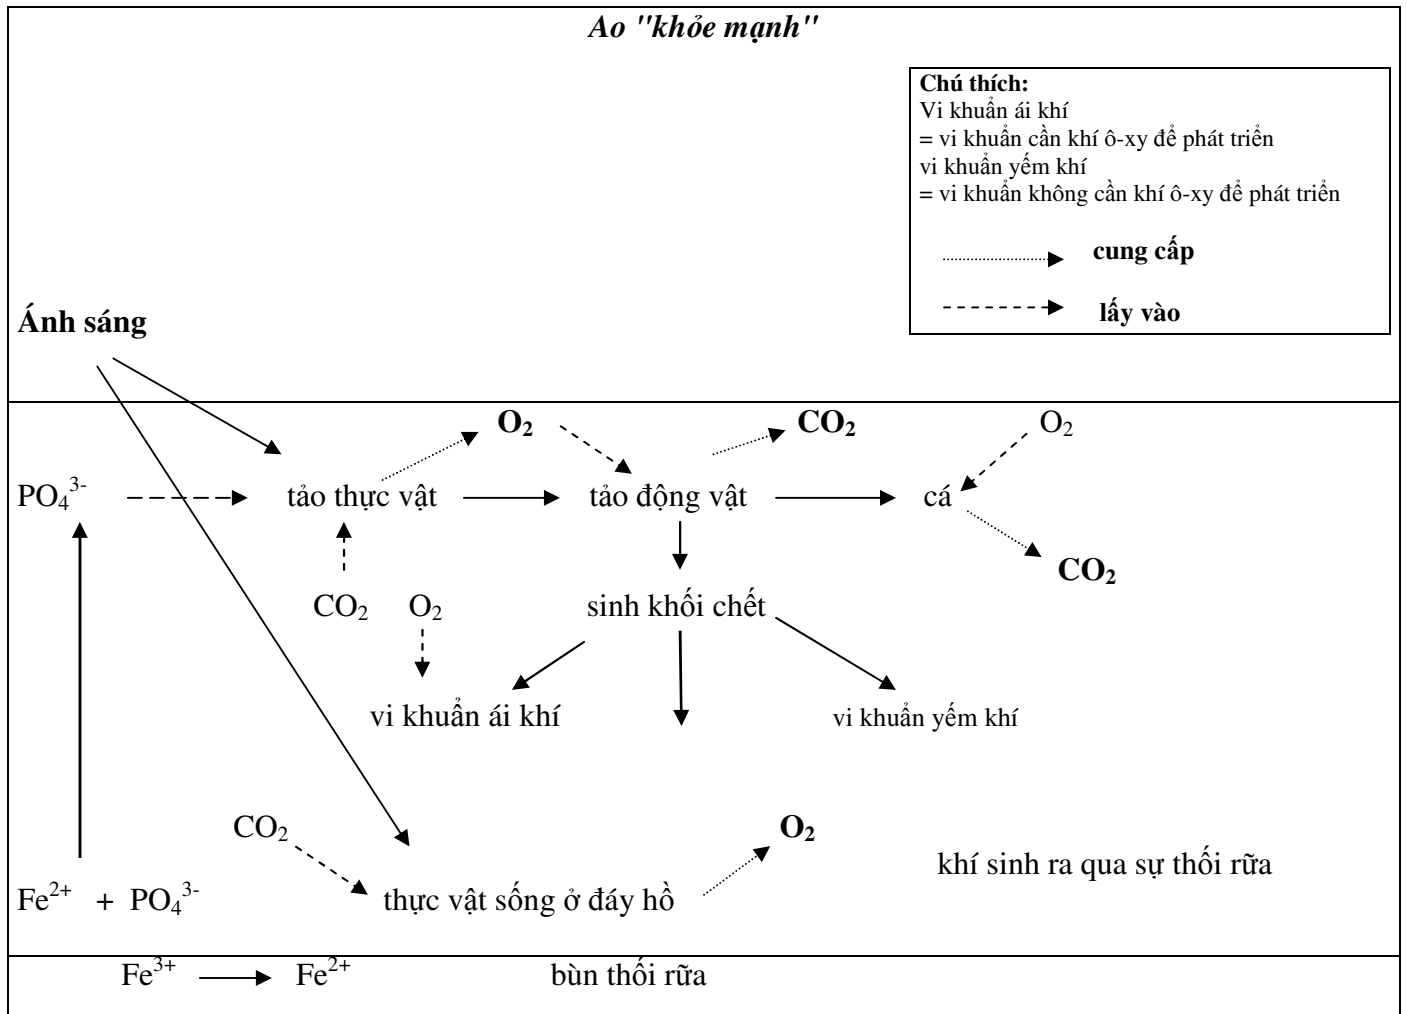 Ao "khỏe mạnh"
Chú thích:
Vi khuẩn ái khí
= vi khuẩn cần khí ô-xy để phát triển
vi khuẩn yếm khí
= vi khuẩn không cần khí ô-xy để phát triển
cung cấp
lấy vào
Ánh sáng
O₂ CO₂ O₂
PO₄³⁻ tảo thực vật tảo động vật cá
CO₂
CO₂ O₂ sinh khối chết
vi khuẩn ái khí vi khuẩn yếm khí
CO₂ O₂
khí sinh ra qua sự thối rữa
Fe²⁺ + PO₄³⁻ thực vật sống ở đáy hồ
Fe³⁺ Fe²⁺ bùn thối rữa